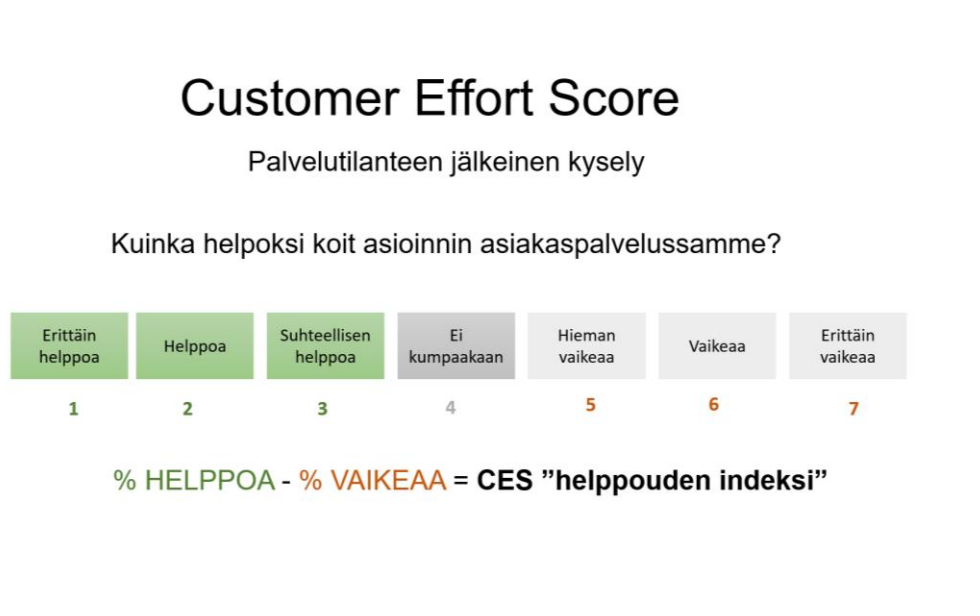 Customer Effort Score
Palvelutilanteen jälkeinen kysely
Kuinka helpoksi koit asioinnin asiakaspalvelussamme?
Erittäin
helppoa
Helppoa
Suhteellisen
helppoa
Ei
kumpaakaan
Hieman
vaikeaa
Vaikeaa
Erittäin
vaikeaa
1 2 3 4 5 6 7
% HELPPOA - % VAIKEAA = CES ”helppouden indeksi”